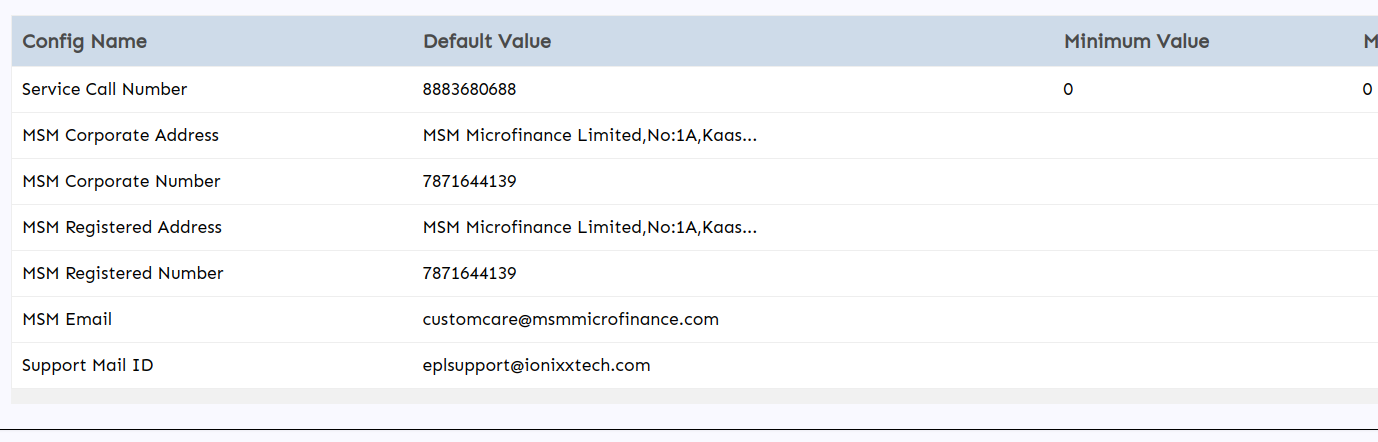 Config Name Default Value Minimum Value M
Service Call Number 8883680688 0 0
MSM Corporate Address MSM Microfinance Limited,No:1A,Kaas...
MSM Corporate Number 7871644139
MSM Registered Address MSM Microfinance Limited,No:1A,Kaas...
MSM Registered Number 7871644139
MSM Email customcare@msmmicrofinance.com
Support Mail ID eplsupport@ionixxtech.com